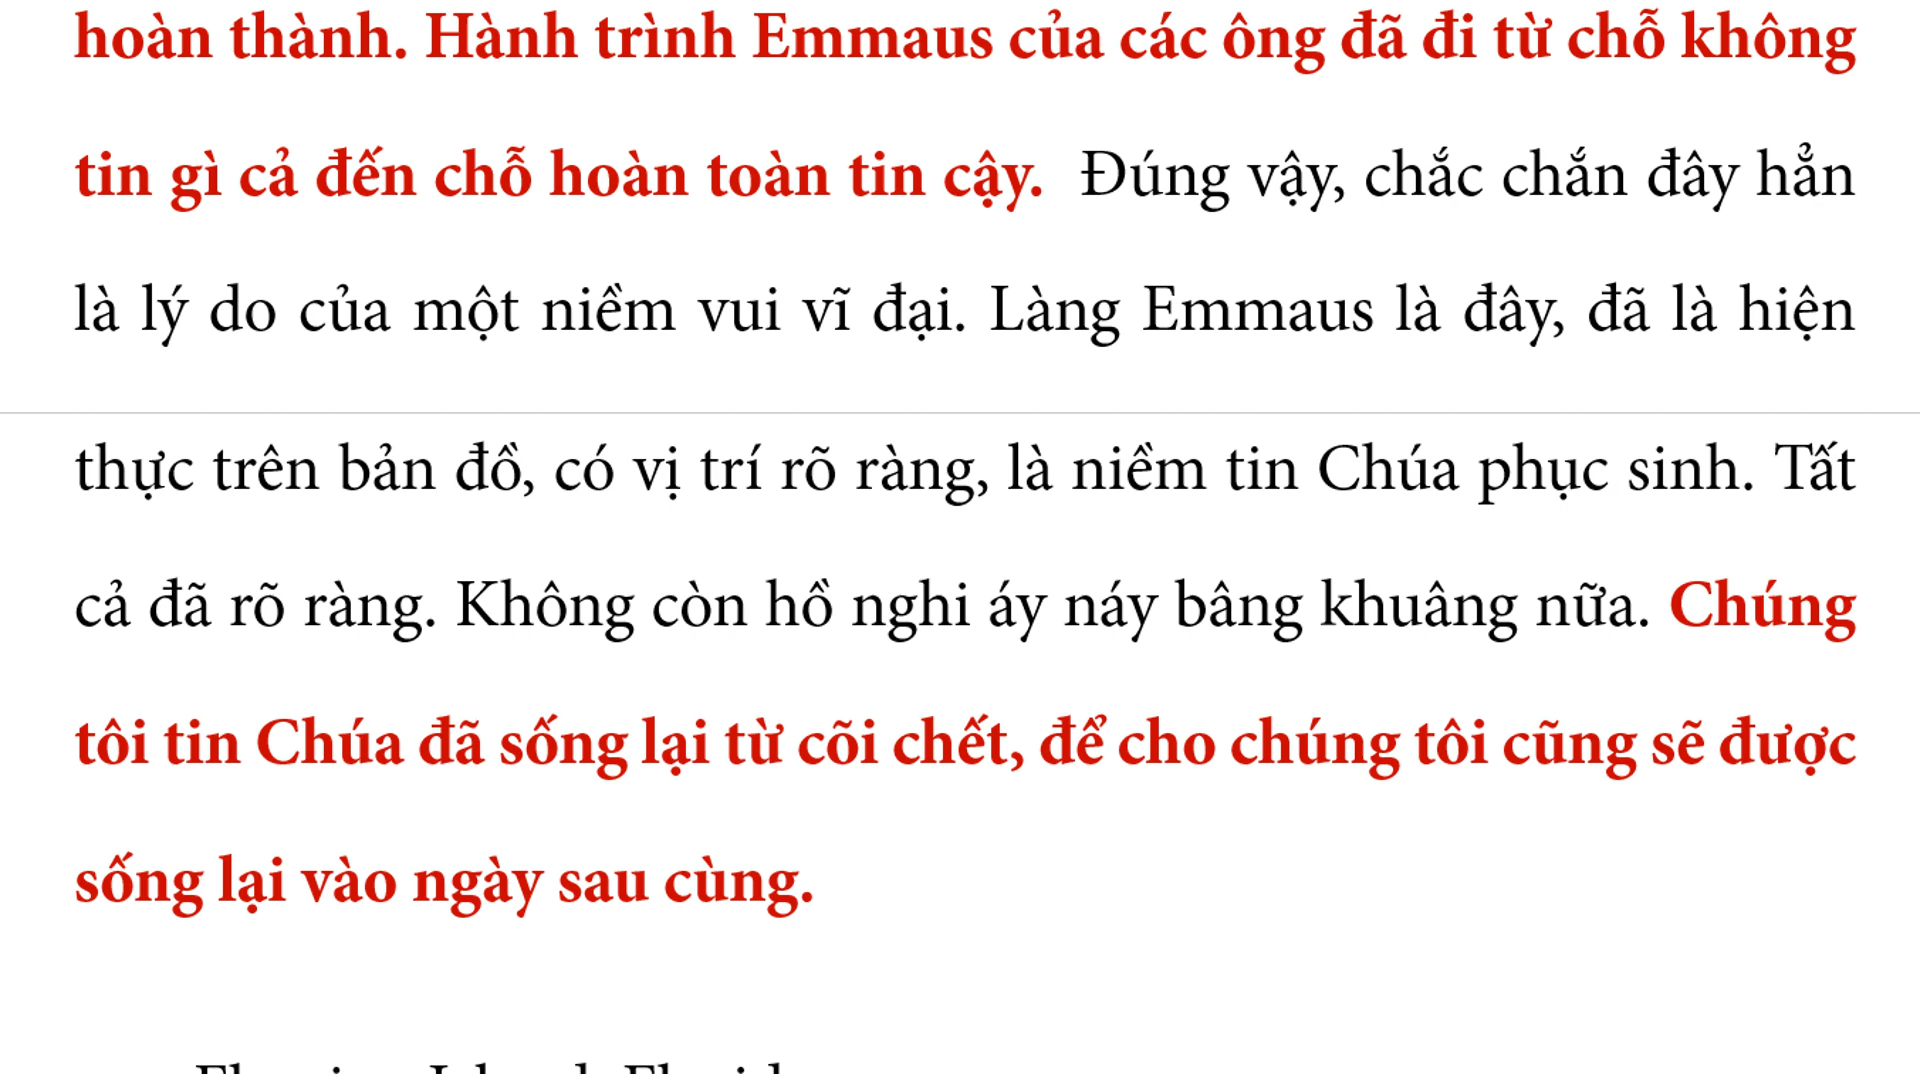 hoàn thành. Hành trình Emmaus của các ông đã đi từ chỗ không
tin gì cả đến chỗ hoàn toàn tin cậy. Đúng vậy, chắc chắn đây hẳn
là lý do của một niềm vui vĩ đại. Làng Emmaus là đây, đã là hiện
thực trên bản đồ, có vị trí rõ ràng, là niềm tin Chúa phục sinh. Tất
cả đã rõ ràng. Không còn hồ nghi áy náy bâng khuâng nữa. Chúng
tôi tin Chúa đã sống lại từ cõi chết, để cho chúng tôi cũng sẽ được
sống lại vào ngày sau cùng.